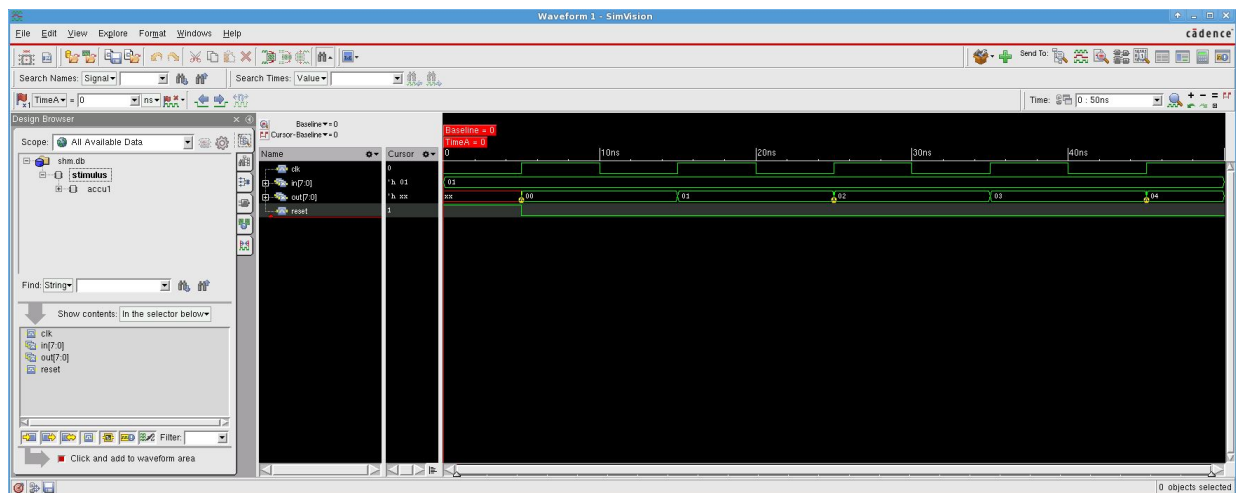 Waveform 1 - SimVision
File Edit View Explore Format Windows Help
cādence
Send To:
Search Names: Signal
Search Times: Value
TimeA = 0 ns
Time: 0 : 50ns
Design Browser
Baseline = 0
Cursor-Baseline = 0
Baseline = 0
TimeA = 0
Scope: All Available Data
Name Cursor
0 10ns 20ns 30ns 40ns
shm.db
stimulus
accu1
clk 0
in[7:0] 'h 01 01
out[7:0] 'h xx xx 00 01 02 03 04
reset 1
Find: String
Show contents: In the selector below
clk
in[7:0]
out[7:0]
reset
Filter:
Click and add to waveform area
0 objects selected